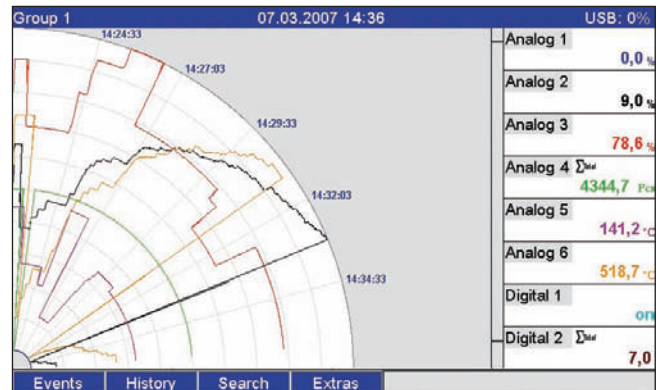 Group 1 07.03.2007 14:36 USB: 0%
14:24:33
14:27:03
14:29:33
14:32:03
14:34:33
Analog 1
0,0 %
Analog 2
9,0 %
Analog 3
78,6 %
Analog 4 ΣTotal
4344,7 Pcs
Analog 5
141,2 °C
Analog 6
518,7 °C
Digital 1
on
Digital 2 ΣTotal
7,0
Events History Search Extras